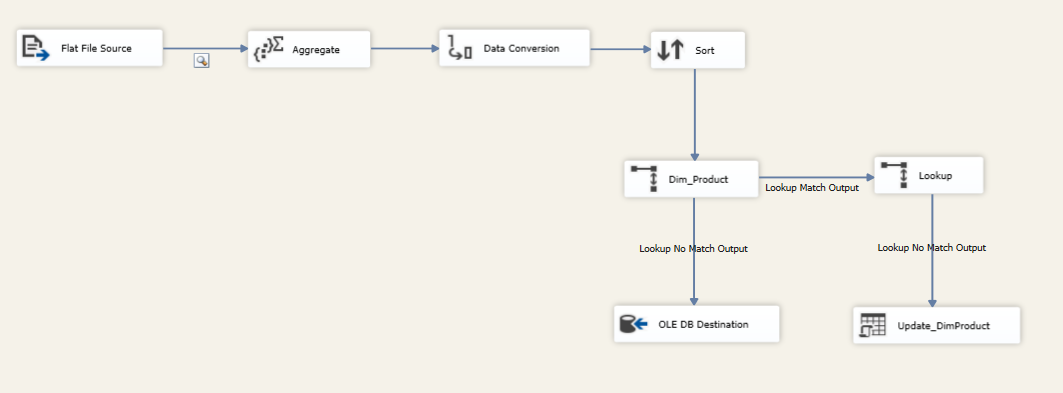 Flat File Source
Aggregate
Data Conversion
Sort
Dim_Product
Lookup Match Output
Lookup
Lookup No Match Output
Lookup No Match Output
OLE DB Destination
Update_DimProduct